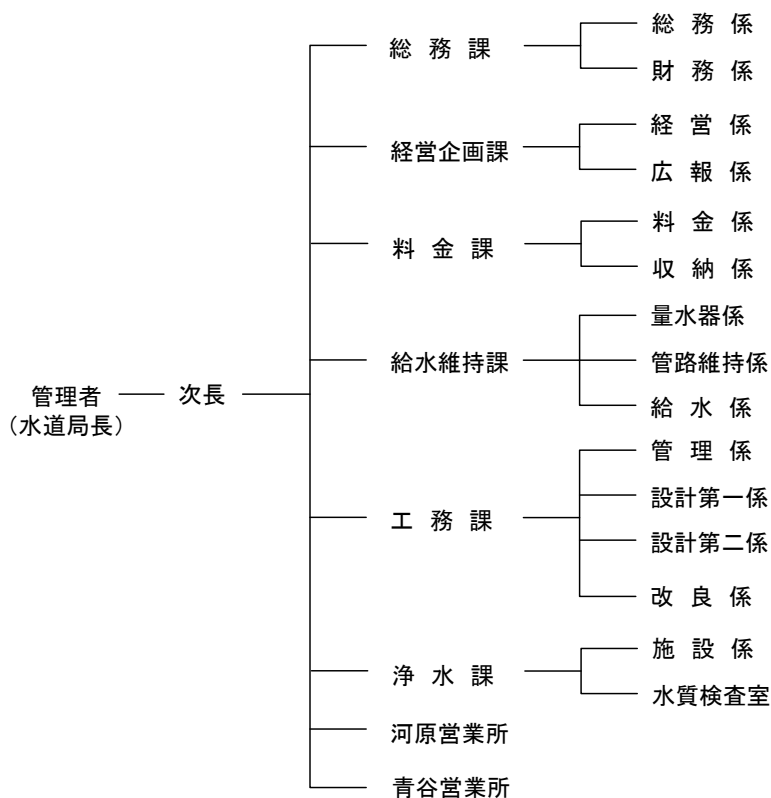 総務課
総務係
財務係
経営企画課
経営係
広報係
料金課
料金係
収納係
給水維持課
量水器係
管路維持係
給水係
管理者
（水道局長）
次長
工務課
管理係
設計第一係
設計第二係
改良係
浄水課
施設係
水質検査室
河原営業所
青谷営業所